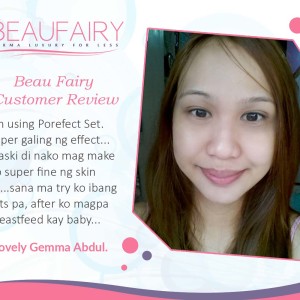 BEAUFAIRY
RMA LUXURY FOR LESS
Beau Fairy
Customer Review
n using Porefect Set.
per galing ng effect...
aski di nako mag make
o super fine ng skin
...sana ma try ko ibang
ts pa, after ko magpa
eastfeed kay baby...
ovely Gemma Abdul.